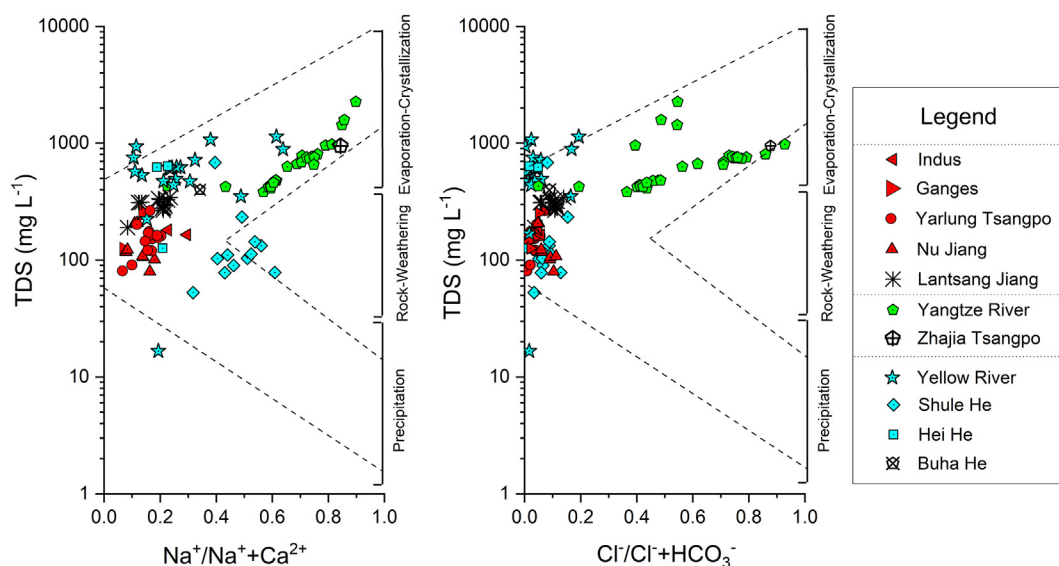 TDS (mg L⁻¹)
10000
1000
100
10
1
0.0 0.2 0.4 0.6 0.8 1.0
Na⁺/Na⁺+Ca²⁺
Evaporation-Crystallization
Rock-Weathering
Precipitation
TDS (mg L⁻¹)
10000
1000
100
10
1
0.0 0.2 0.4 0.6 0.8 1.0
Cl⁻/Cl⁻+HCO₃⁻
Evaporation-Crystallization
Rock-Weathering
Precipitation
Legend
Indus
Ganges
Yarlung Tsangpo
Nu Jiang
Lantsang Jiang
Yangtze River
Zhajia Tsangpo
Yellow River
Shule He
Hei He
Buha He